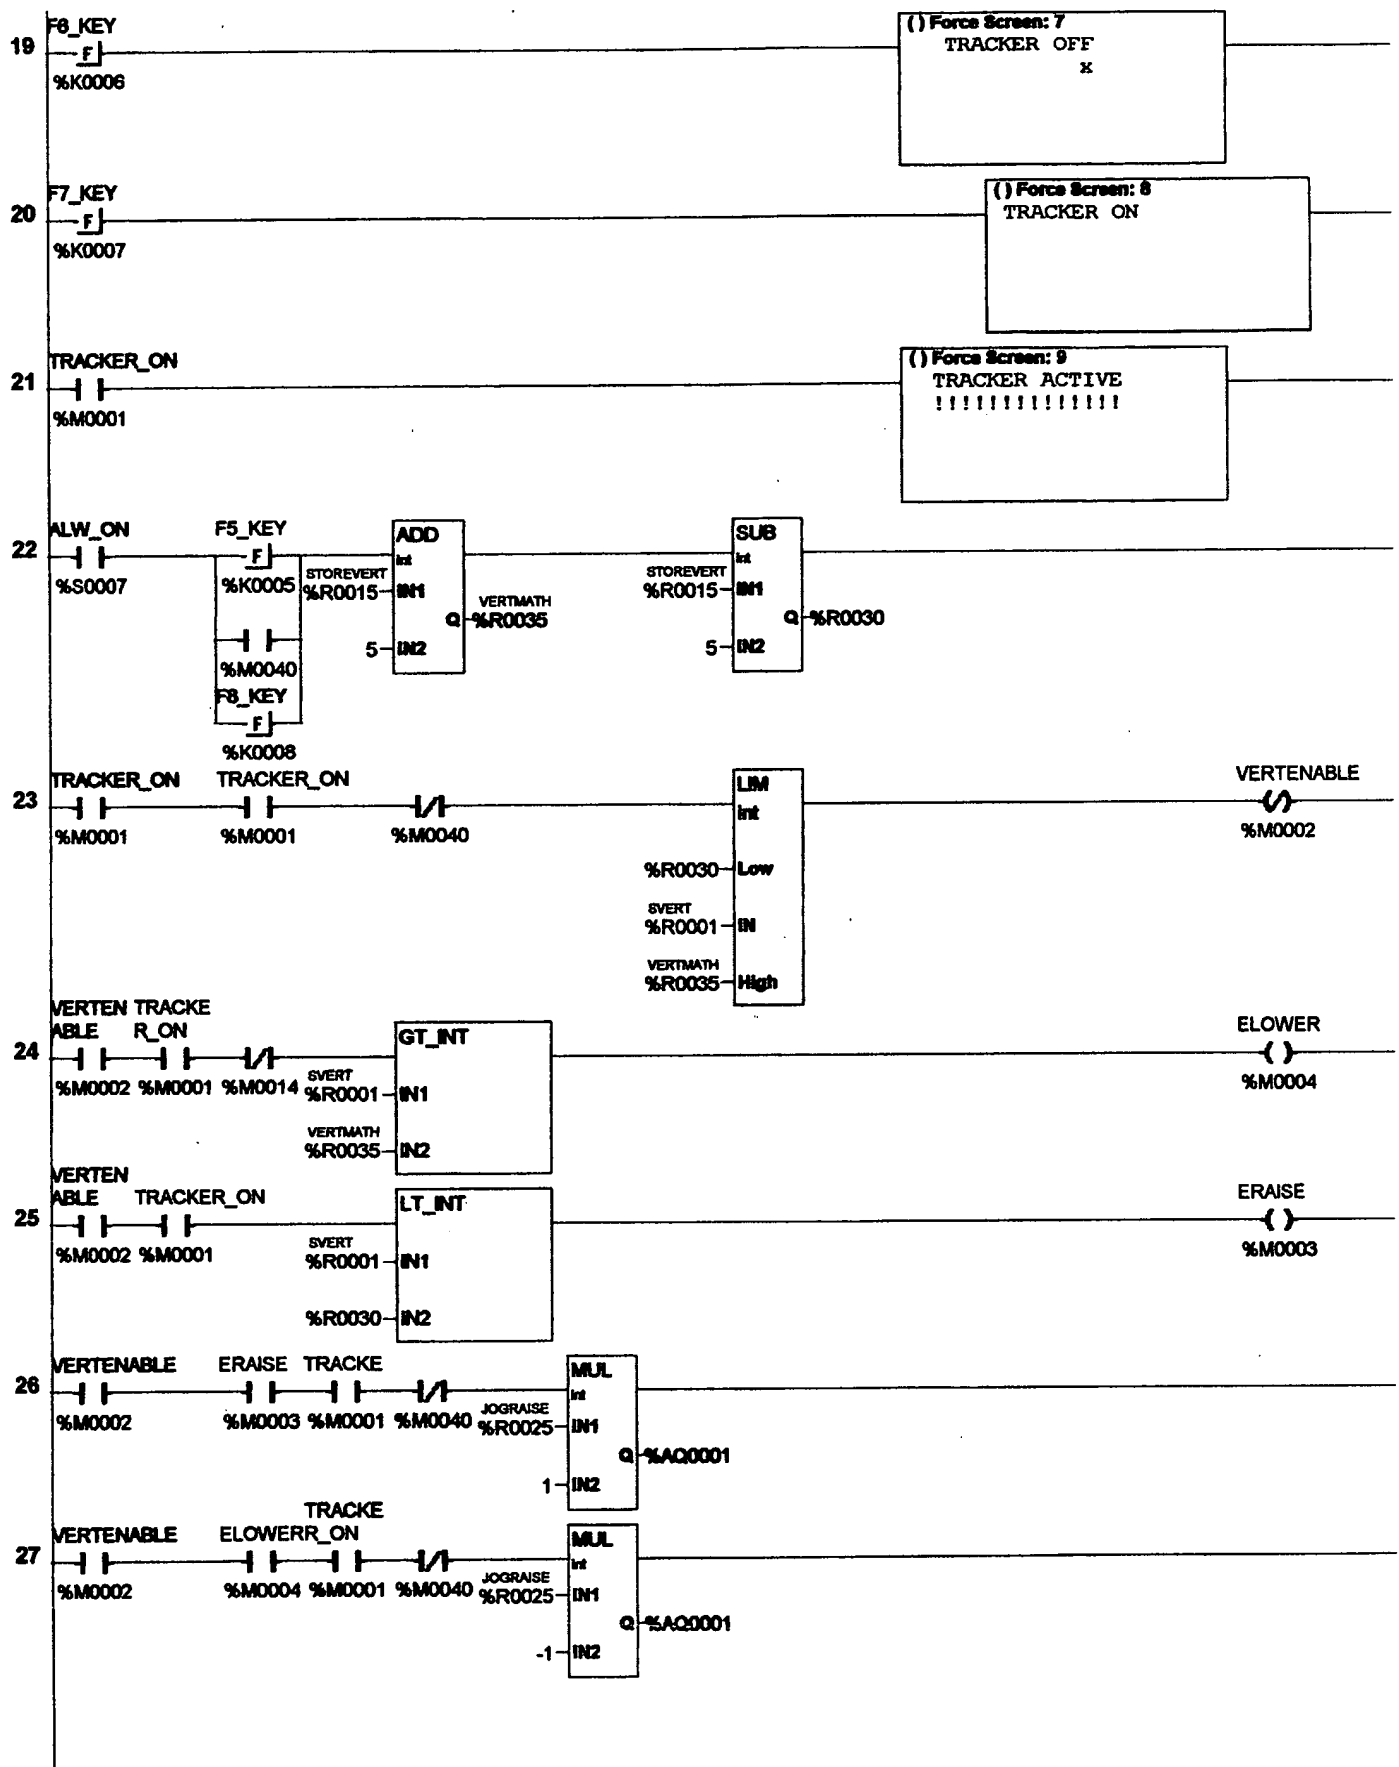 F6_KEY
19
F
%K0006
( ) Force Screen: 7
TRACKER OFF
x
F7_KEY
20
F
%K0007
( ) Force Screen: 8
TRACKER ON
TRACKER_ON
21
%M0001
( ) Force Screen: 9
TRACKER ACTIVE
!!!!!!!!!!!!!!
ALW_ON F5_KEY ADD SUB
22
F
int int
%S0007 %K0005
STOREVERT STOREVERT
%R0015 IN1 %R0015 IN1
VERTMATH
Q %R0035 Q %R0030
5 IN2 5 IN2
%M0040
F8_KEY
F
%K0008
TRACKER_ON TRACKER_ON LIM VERTENABLE
23
int
%M0001 %M0001 %M0040 %M0002
%R0030 Low
SVERT
%R0001 IN
VERTMATH
%R0035 High
VERTEN TRACKE
ABLE R_ON GT_INT ELOWER
24
%M0002 %M0001 %M0014 %M0004
SVERT
%R0001 IN1
VERTMATH
%R0035 IN2
VERTEN
ABLE TRACKER_ON LT_INT ERAISE
25
%M0002 %M0001 %M0003
SVERT
%R0001 IN1
%R0030 IN2
VERTENABLE ERAISE TRACKE MUL
26
int
%M0002 %M0003 %M0001 %M0040
JOGRAISE
%R0025 IN1
Q %AQ0001
1 IN2
TRACKE
VERTENABLE ELOWERR_ON MUL
27
int
%M0002 %M0004 %M0001 %M0040
JOGRAISE
%R0025 IN1
Q %AQ0001
-1 IN2